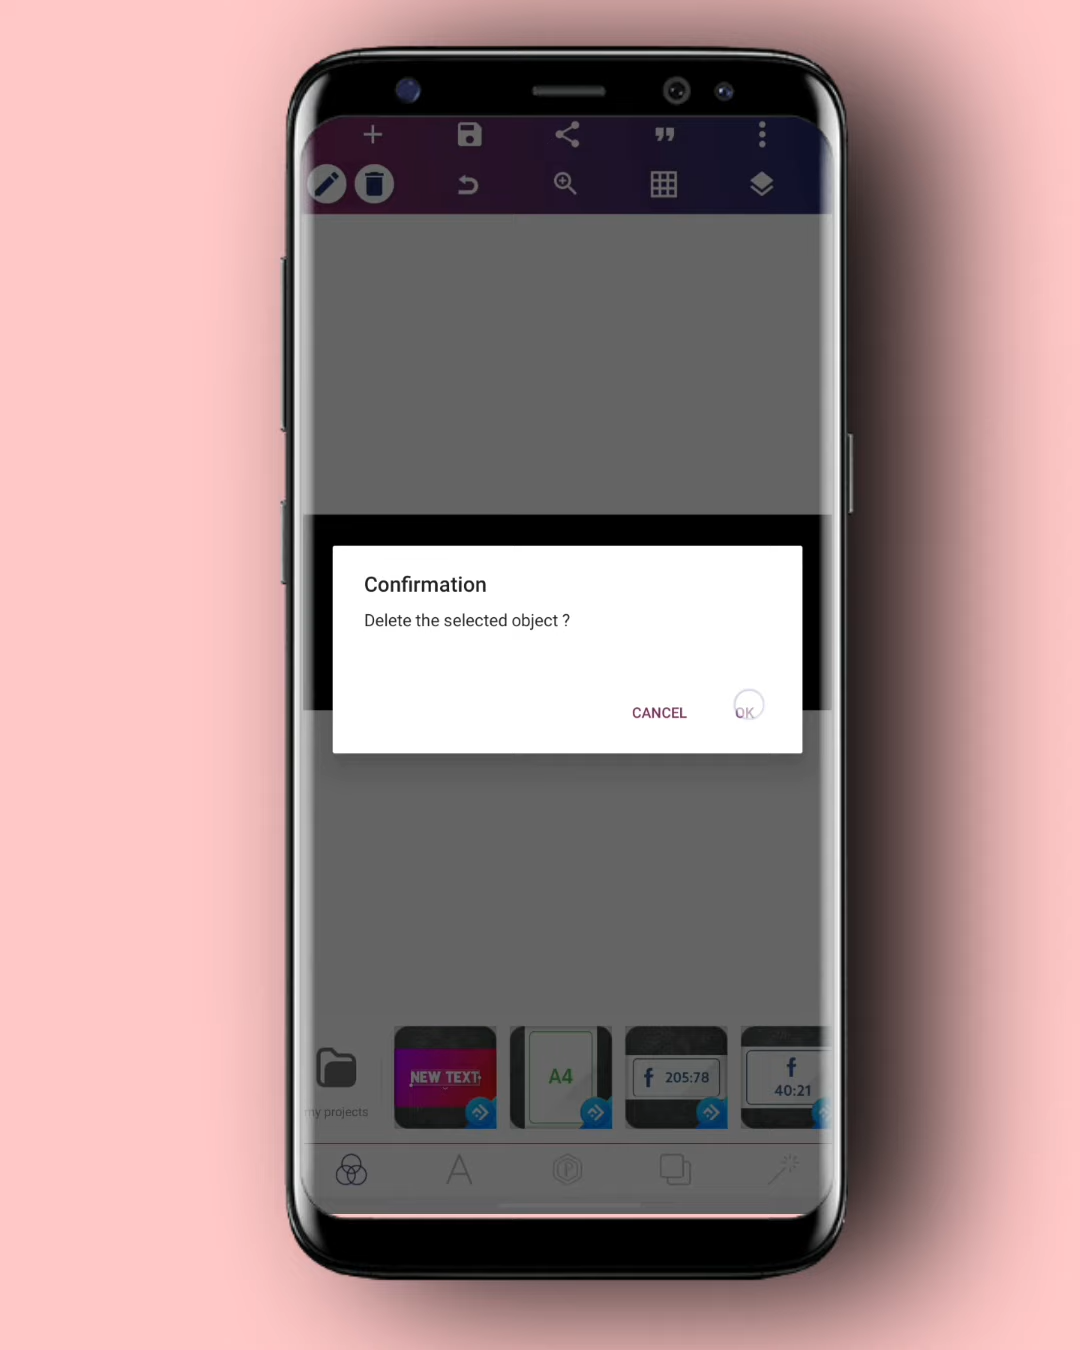 Confirmation
Delete the selected object ?
CANCEL OK
my projects
NEW TEXT
A4
f 205:78
f
40:21
A
P